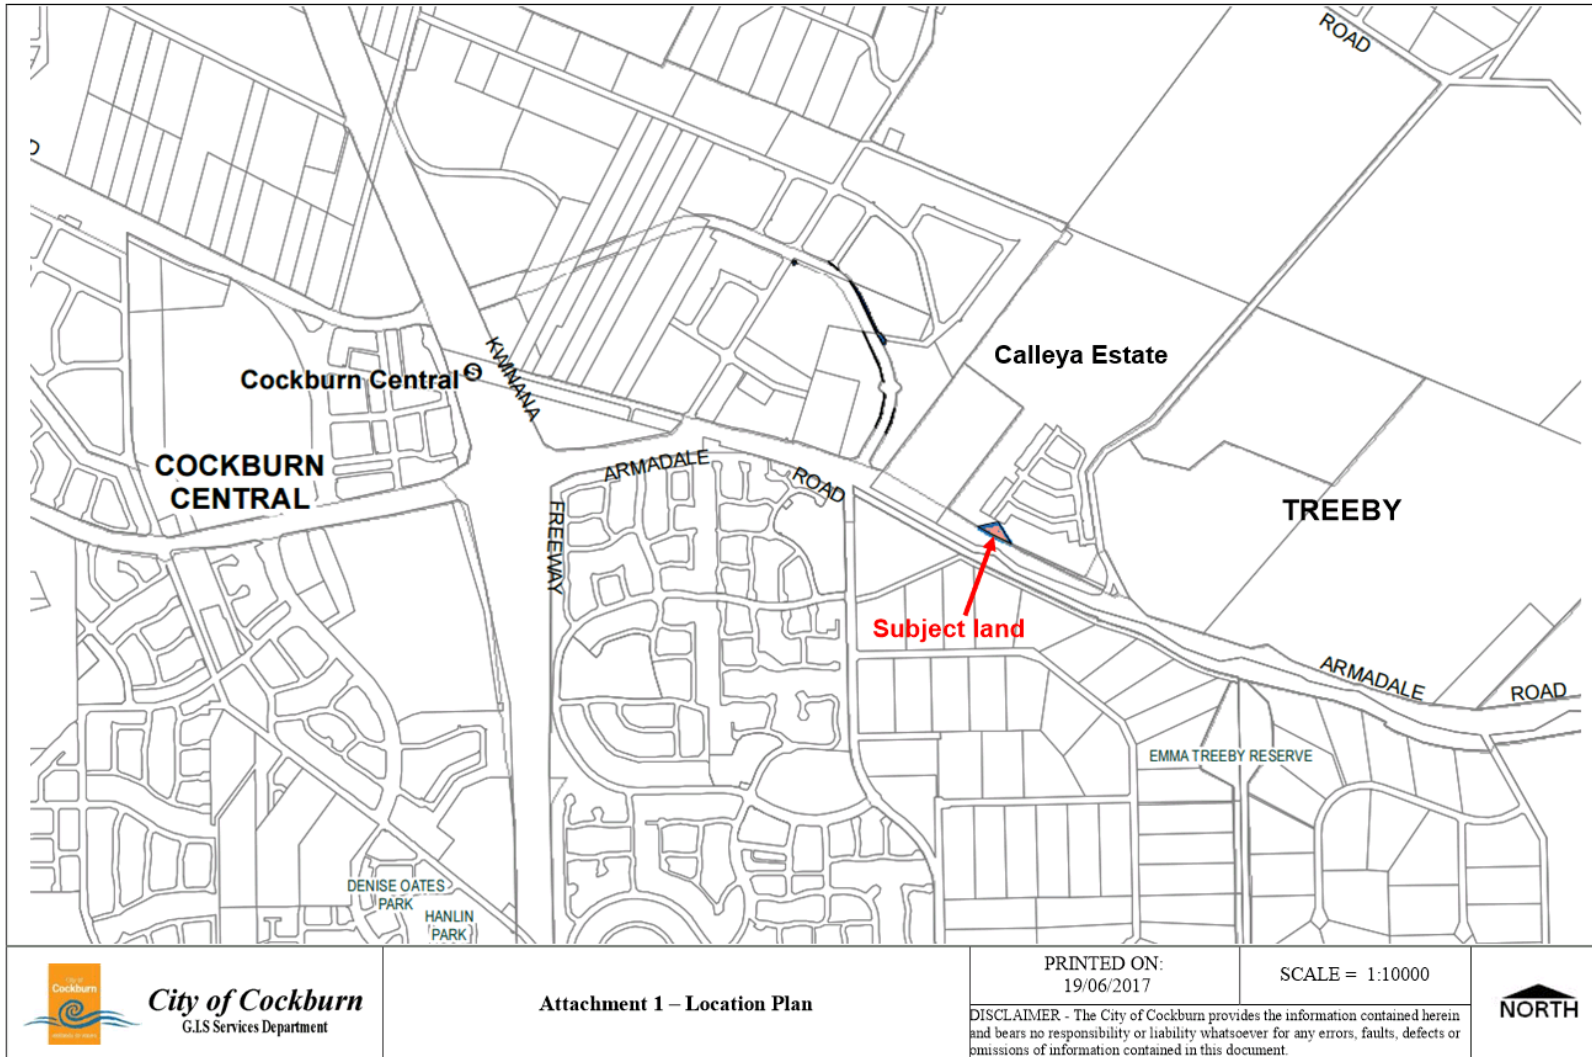 ROAD
Calleya Estate
KWINANA
Cockburn Central
S
COCKBURN
CENTRAL
ARMADALE
ROAD
FREEWAY
TREEBY
Subject land
ARMADALE
ROAD
EMMA TREEBY RESERVE
DENISE OATES
PARK
HANLIN
PARK
City of
Cockburn
City of Cockburn
G.I.S Services Department
Attachment 1 – Location Plan
PRINTED ON:
19/06/2017
SCALE = 1:10000
DISCLAIMER - The City of Cockburn provides the information contained herein
and bears no responsibility or liability whatsoever for any errors, faults, defects or
omissions of information contained in this document.
NORTH